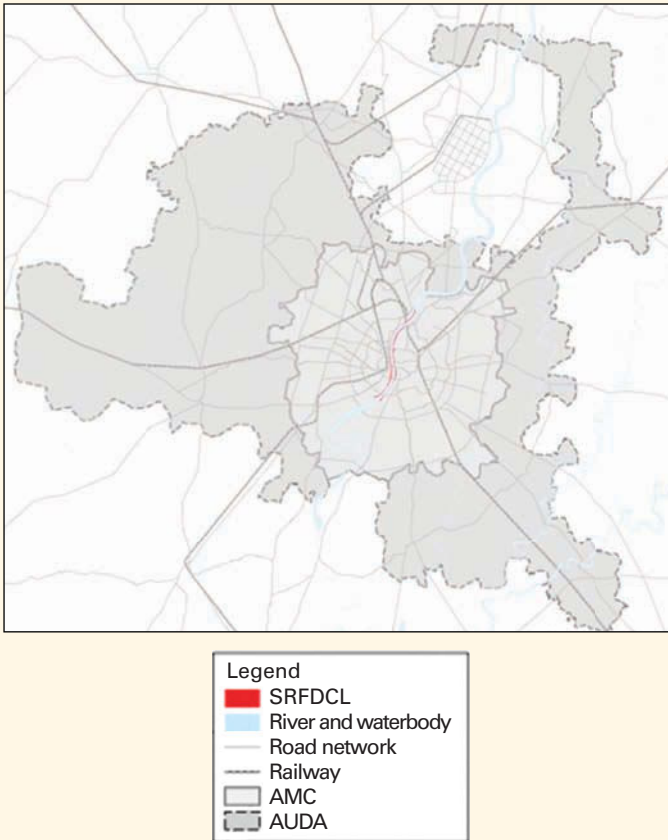 Legend
SRFDCL
River and waterbody
Road network
Railway
AMC
AUDA